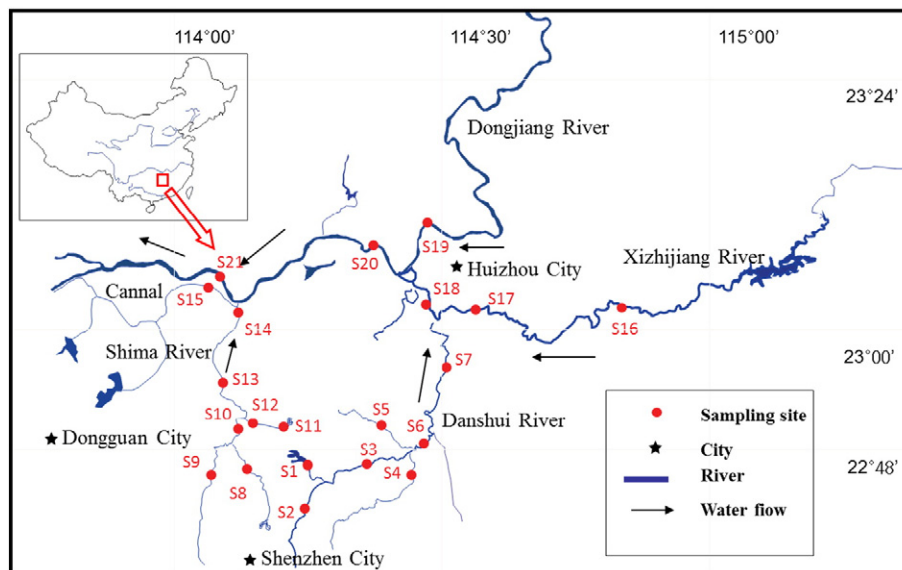 114°00’
114°30’
115°00’
23°24’
Dongjiang River
S21
S19
S20
Xizhijiang River
Huizhou City
Cannal
S15
S18
S17
S16
S14
Shima River
23°00’
S7
S13
S10
S12
S11
S5
S6
Danshui River
Dongguan City
S9
S8
S1
S3
S4
22°48’
S2
Shenzhen City
Sampling site
City
River
Water fiow